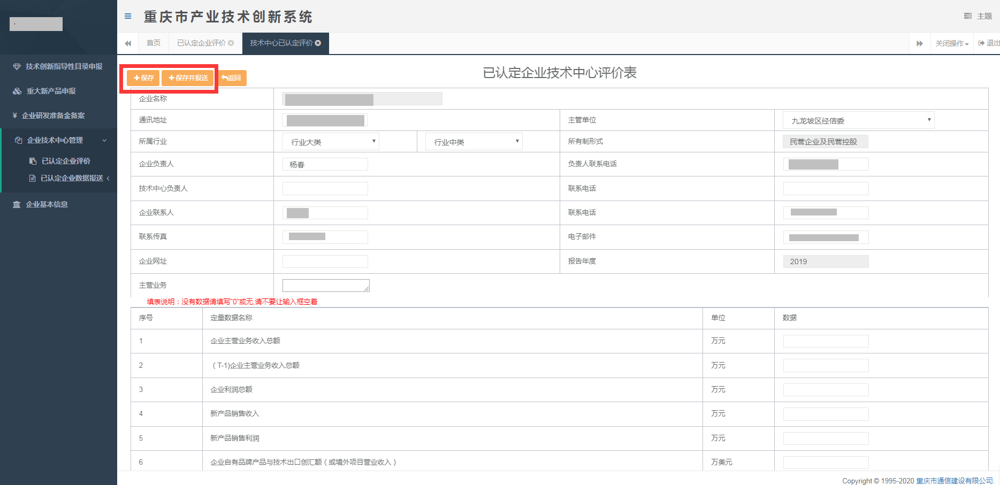 重庆市产业技术创新系统
主题
首页
已认定企业评价
技术中心已认定评价
关闭操作
退出
技术创新指导性目录申报
重大新产品申报
¥ 企业研发准备金备案
企业技术中心管理
已认定企业评价
已认定企业数据报送
企业基本信息
保存
保存并报送
返回
已认定企业技术中心评价表
企业名称
通讯地址
主管单位
九龙坡区经信委
所属行业
行业大类
行业中类
所有制形式
民营企业及民营控股
企业负责人
杨春
负责人联系电话
技术中心负责人
联系电话
企业联系人
联系电话
联系传真
电子邮件
企业网址
报告年度
2019
主营业务
填表说明：没有数据请填写"0"或无,请不要让输入框空着
序号
定量数据名称
单位
数据
1
企业主营业务收入总额
万元
2
（T-1)企业主营业务收入总额
万元
3
企业利润总额
万元
4
新产品销售收入
万元
5
新产品销售利润
万元
6
企业自有品牌产品与技术出口创汇额（或境外项目营业收入）
万美元
Copyright © 1995-2020 重庆市通信建设有限公司.